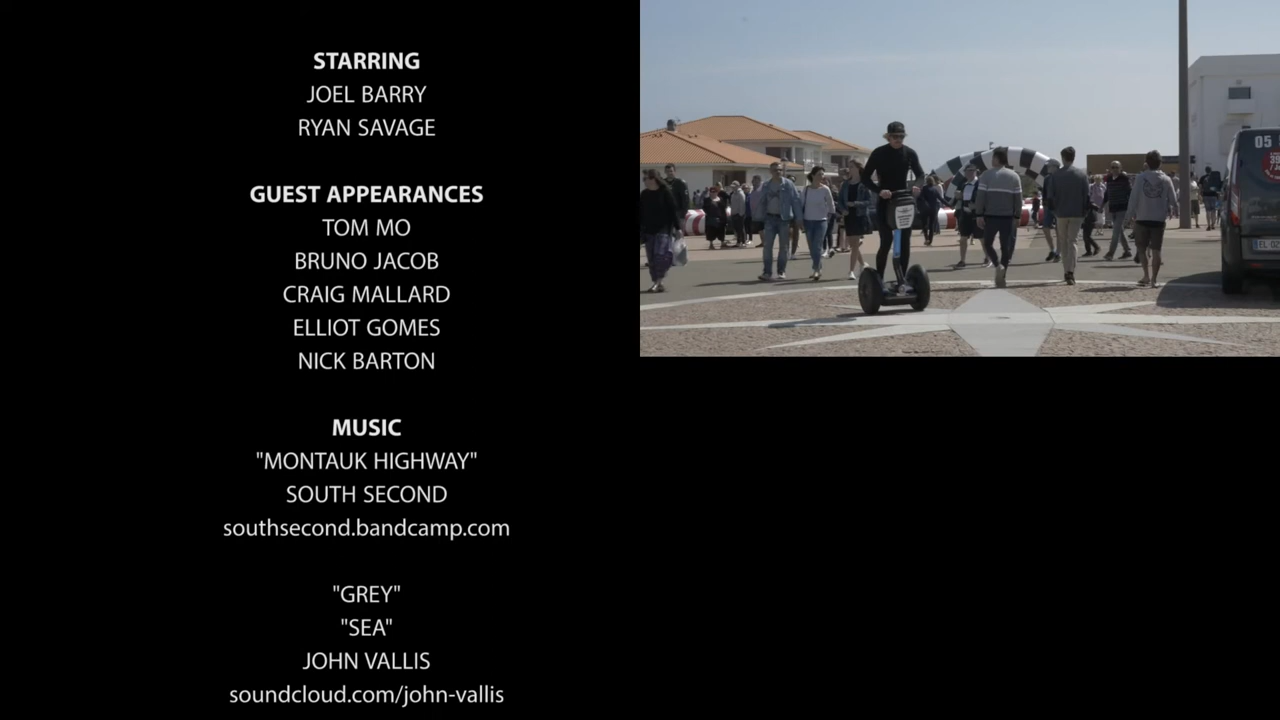 STARRING
JOEL BARRY
RYAN SAVAGE
GUEST APPEARANCES
TOM MO
BRUNO JACOB
CRAIG MALLARD
ELLIOT GOMES
NICK BARTON
MUSIC
"MONTAUK HIGHWAY"
SOUTH SECOND
southsecond.bandcamp.com
"GREY"
"SEA"
JOHN VALLIS
soundcloud.com/john-vallis
05